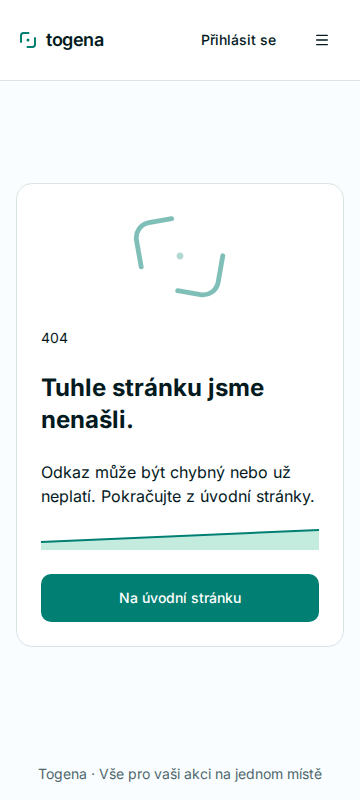 togena
Přihlásit se
404
Tuhle stránku jsme
nenašli.
Odkaz může být chybný nebo už
neplatí. Pokračujte z úvodní stránky.
Na úvodní stránku
Togena · Vše pro vaši akci na jednom místě